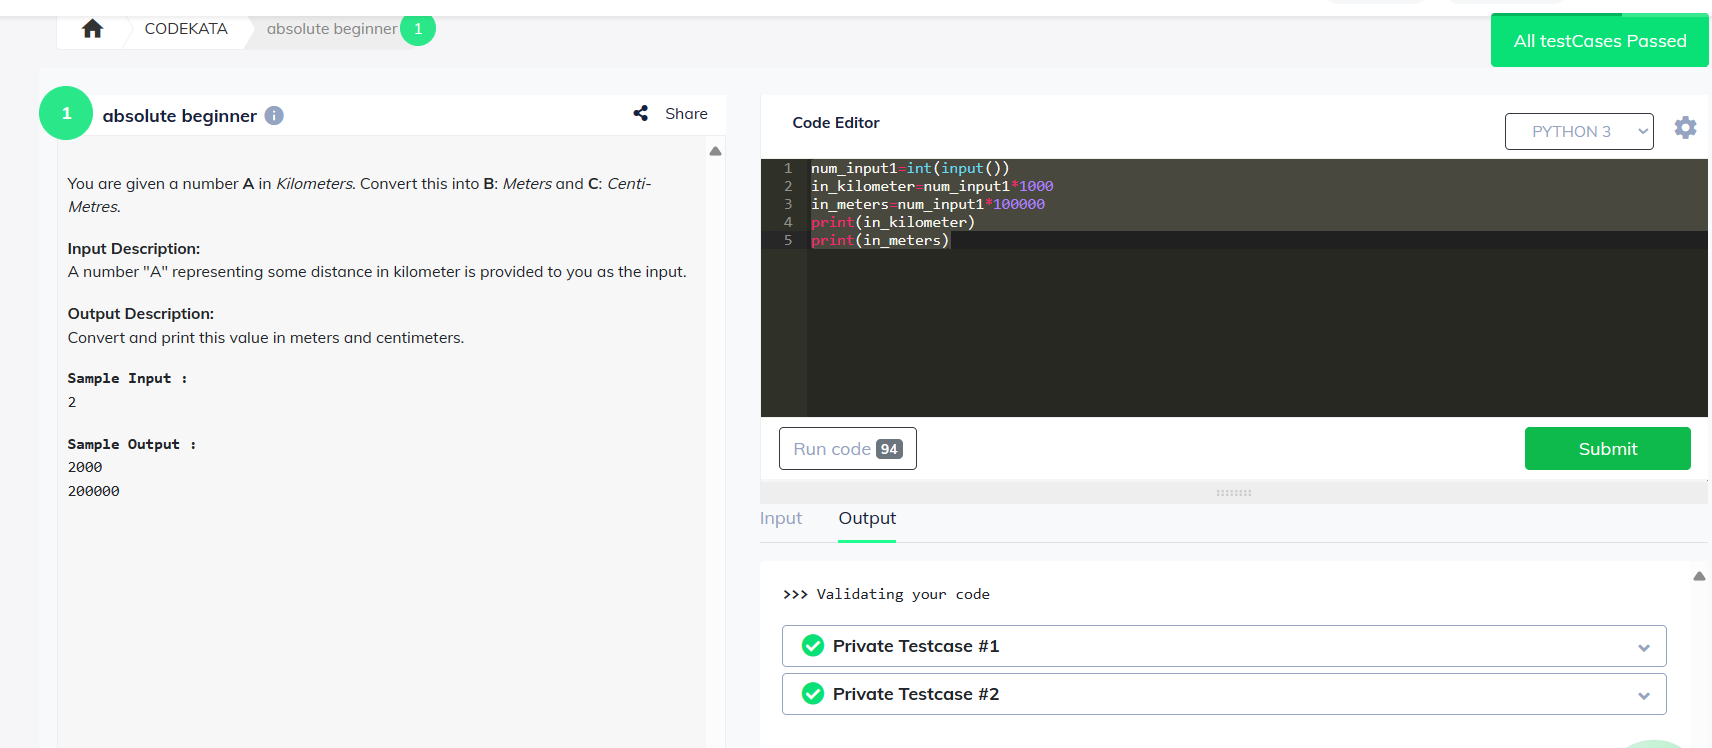 CODEKATA
absolute beginner 1
All testCases Passed
1
absolute beginner i
Share
You are given a number A in Kilometers. Convert this into B: Meters and C: Centi-
Metres.
Input Description:
A number "A" representing some distance in kilometer is provided to you as the input.
Output Description:
Convert and print this value in meters and centimeters.
Sample Input :
2
Sample Output :
2000
200000
Code Editor
PYTHON 3
1 num_input1=int(input())
2 in_kilometer=num_input1*1000
3 in_meters=num_input1*100000
4 print(in_kilometer)
5 print(in_meters)
Run code 94
Submit
Input Output
>>> Validating your code
Private Testcase #1
Private Testcase #2